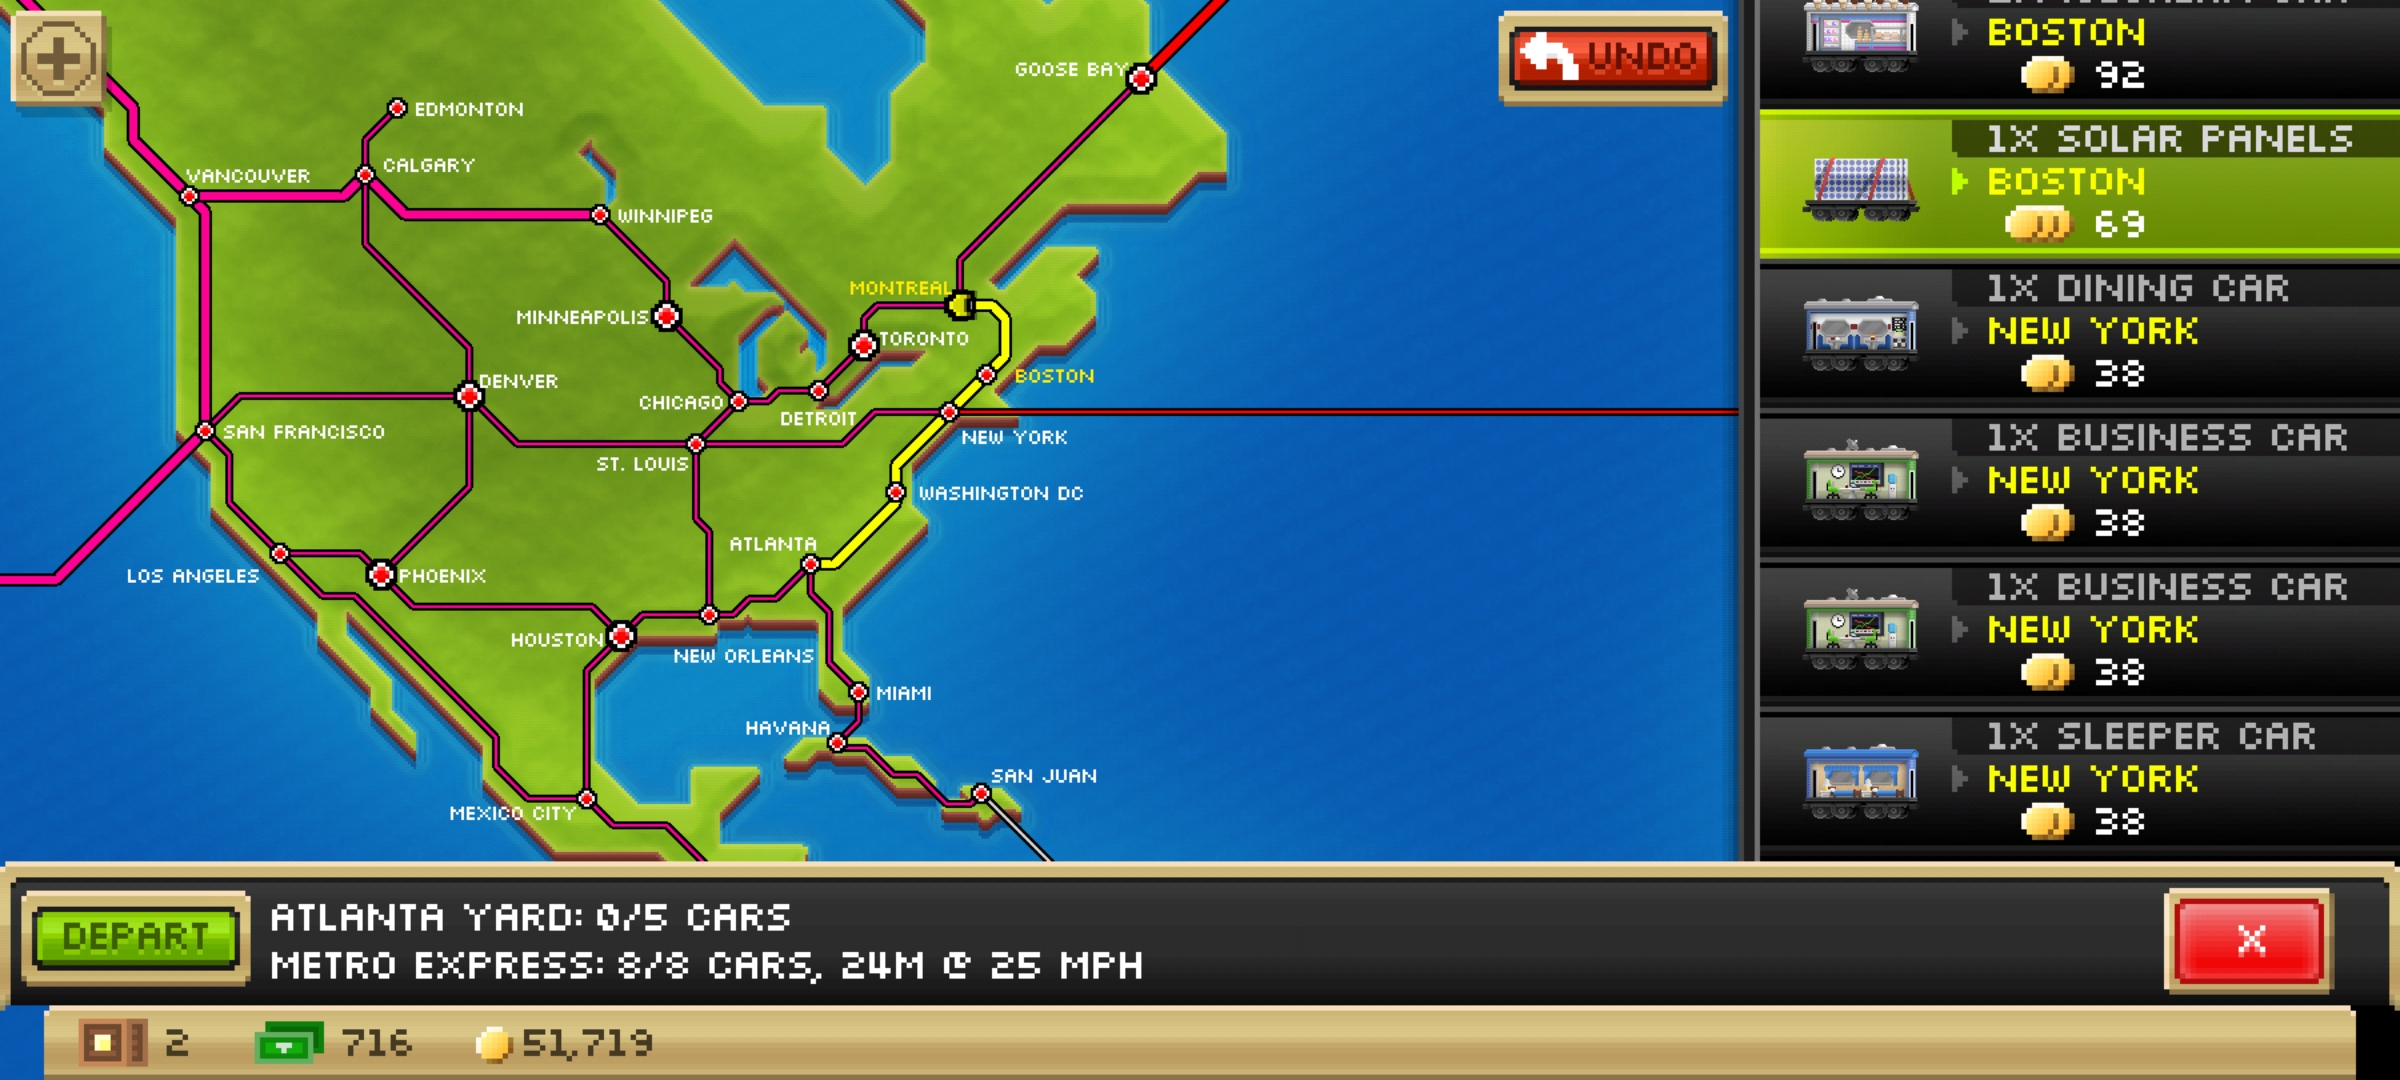 GOOSE BAY
UNDO
EDMONTON
CALGARY
VANCOUVER
WINNIPEG
MONTREAL
MINNEAPOLIS
TORONTO
DENVER
BOSTON
CHICAGO
DETROIT
SAN FRANCISCO
NEW YORK
ST. LOUIS
WASHINGTON DC
ATLANTA
LOS ANGELES
PHOENIX
HOUSTON
NEW ORLEANS
MIAMI
HAVANA
SAN JUAN
MEXICO CITY
BOSTON
92
1X SOLAR PANELS
BOSTON
69
1X DINING CAR
NEW YORK
38
1X BUSINESS CAR
NEW YORK
38
1X BUSINESS CAR
NEW YORK
38
1X SLEEPER CAR
NEW YORK
38
DEPART
ATLANTA YARD: 0/5 CARS
METRO EXPRESS: 8/8 CARS, 24M @ 25 MPH
X
2
716
51,719